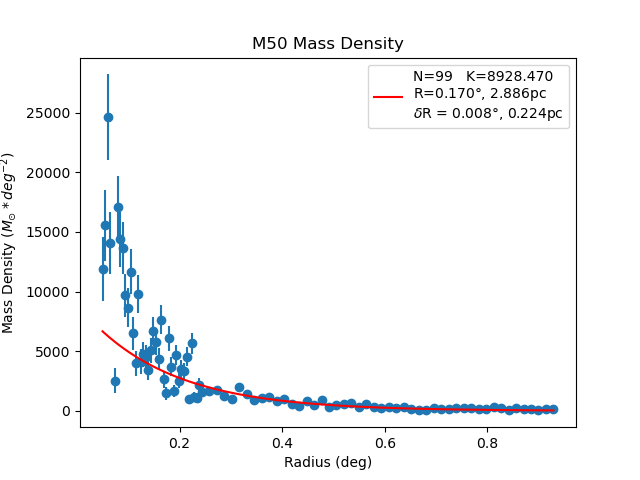 M50 Mass Density
N=99 K=8928.470
R=0.170°, 2.886pc
δR = 0.008°, 0.224pc
25000
20000
15000
10000
5000
0
Mass Density (M⊙ * deg⁻²)
0.2 0.4 0.6 0.8
Radius (deg)